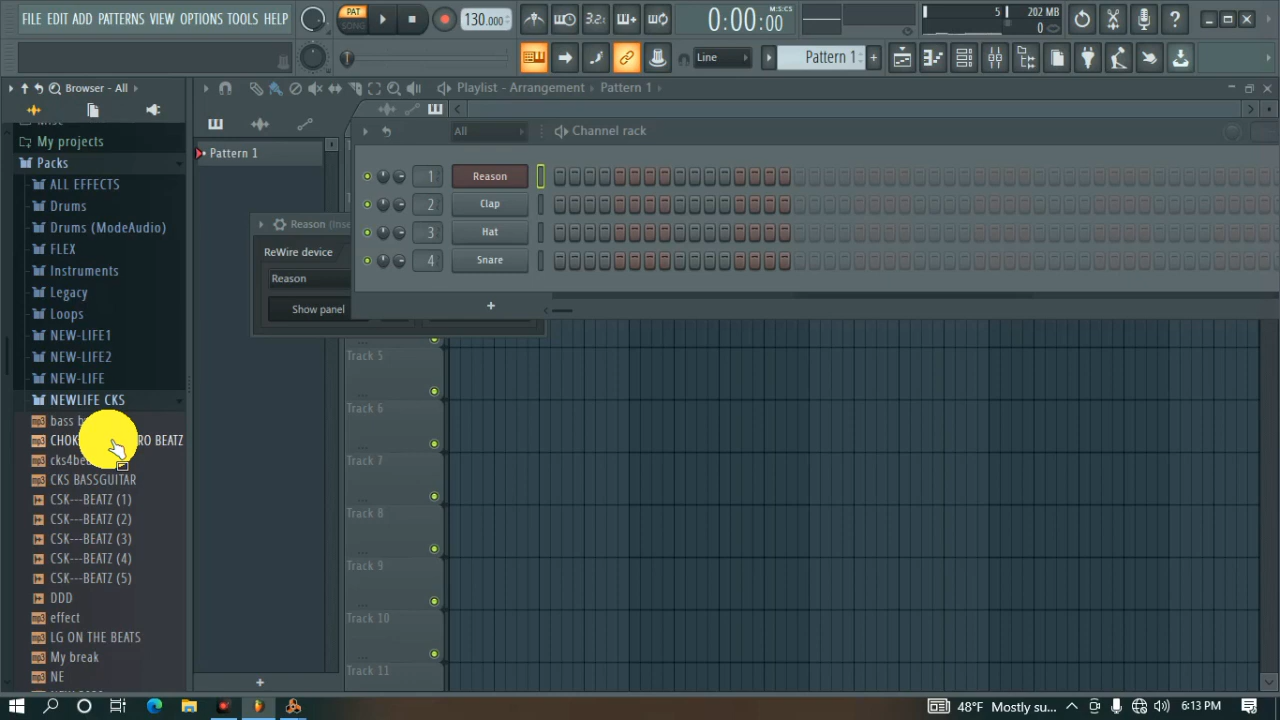 FILE EDIT ADD PATTERNS VIEW OPTIONS TOOLS HELP
PAT
SONG
130.000
3.2.
0:00:00
M:S:CS
5
202 MB
0
Line
Pattern 1
Browser - All
Playlist - Arrangement
Pattern 1
My projects
Packs
ALL EFFECTS
Drums
Drums (ModeAudio)
FLEX
Instruments
Legacy
Loops
NEW-LIFE1
NEW-LIFE2
NEW-LIFE
NEWLIFE CKS
bass
BEATZ
CKS BASSGUITAR
CSK---BEATZ (1)
CSK---BEATZ (2)
CSK---BEATZ (3)
CSK---BEATZ (4)
CSK---BEATZ (5)
DDD
effect
LG ON THE BEATS
My break
NE
Pattern 1
All
Channel rack
1
Reason
2
Clap
3
Hat
4
Snare
Reason
ReWire device
Reason
Show panel
Track 5
Track 6
Track 7
Track 8
Track 9
Track 10
Track 11
48°F Mostly su...
6:13 PM